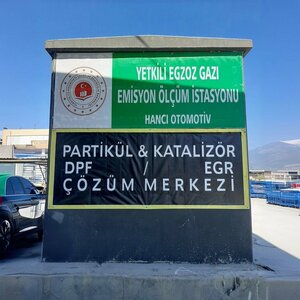 YETKİLİ EGZOZ GAZI
EMİSYON ÖLÇÜM İSTASYONU
HANCI OTOMOTİV
PARTİKÜL & KATALİZÖR
DPF / EGR
ÇÖZÜM MERKEZİ